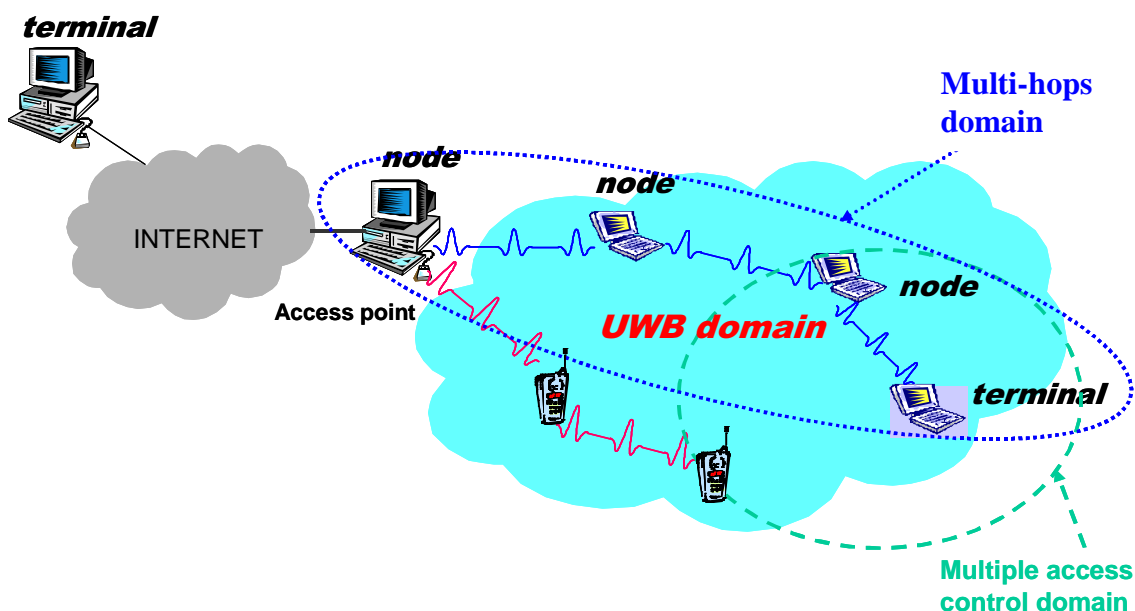 terminal
Multi-hops
domain
node
node
INTERNET
node
Access point
UWB domain
terminal
Multiple access
control domain